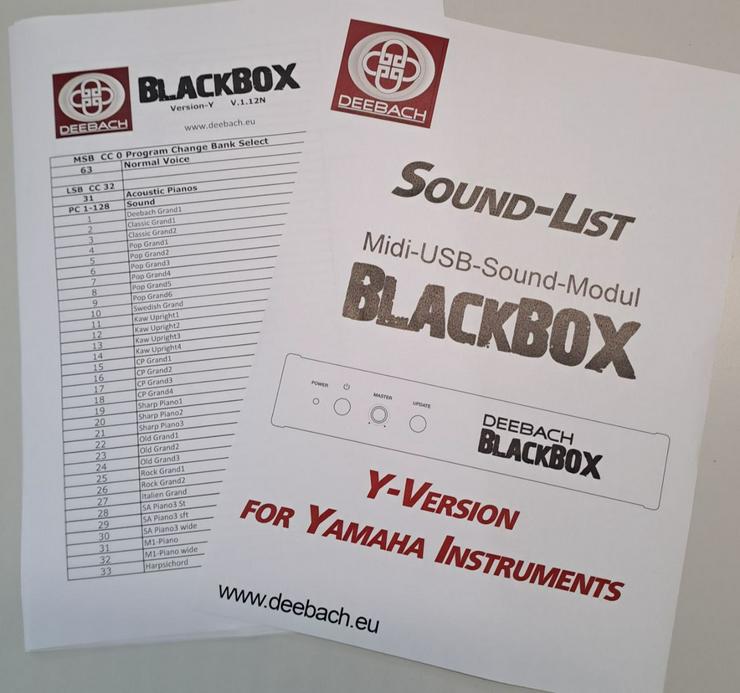 DEEBACH
BLACKBOX
Version-Y V.1.12N
www.deebach.eu
MSB CC 0 Program Change Bank Select
63 Normal Voice
LSB CC 32
31 Acoustic Pianos
PC 1-128 Sound
1 Deebach Grand1
2 Classic Grand1
3 Classic Grand2
4 Pop Grand1
5 Pop Grand2
6 Pop Grand3
7 Pop Grand4
8 Pop Grand5
9 Pop Grand6
10 Swedish Grand
11 Kaw Upright1
12 Kaw Upright2
13 Kaw Upright3
14 Kaw Upright4
15 CP Grand1
16 CP Grand2
17 CP Grand3
18 CP Grand4
19 Sharp Piano1
20 Sharp Piano2
21 Sharp Piano3
22 Old Grand1
23 Old Grand2
24 Old Grand3
25 Rock Grand1
26 Rock Grand2
27 Italien Grand
28 SA Piano3 St
29 SA Piano3 sft
30 SA Piano3 wide
31 M1-Piano
32 M1-Piano wide
33 Harpsichord
DEEBACH
SOUND-LIST
Midi-USB-Sound-Modul
BLACKBOX
POWER MASTER UPDATE
DEEBACH
BLACKBOX
Y-VERSION
FOR YAMAHA INSTRUMENTS
www.deebach.eu